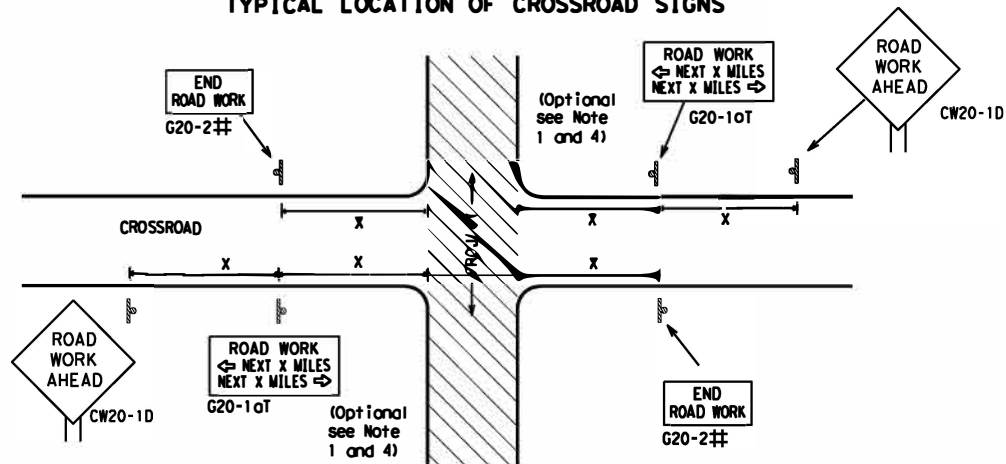 TYPICAL LOCATION OF CROSSROAD SIGNS
END
ROAD WORK
G20-2#
ROAD WORK
⇦ NEXT X MILES
NEXT X MILES ⇨
G20-1aT
(Optional
see Note
1 and 4)
ROAD
WORK
AHEAD
CW20-1D
CROSSROAD
X
X
X
X
X
X
ROAD
WORK
AHEAD
CW20-1D
ROAD WORK
⇦ NEXT X MILES
NEXT X MILES ⇨
G20-1aT
(Optional
see Note
1 and 4)
END
ROAD WORK
G20-2#